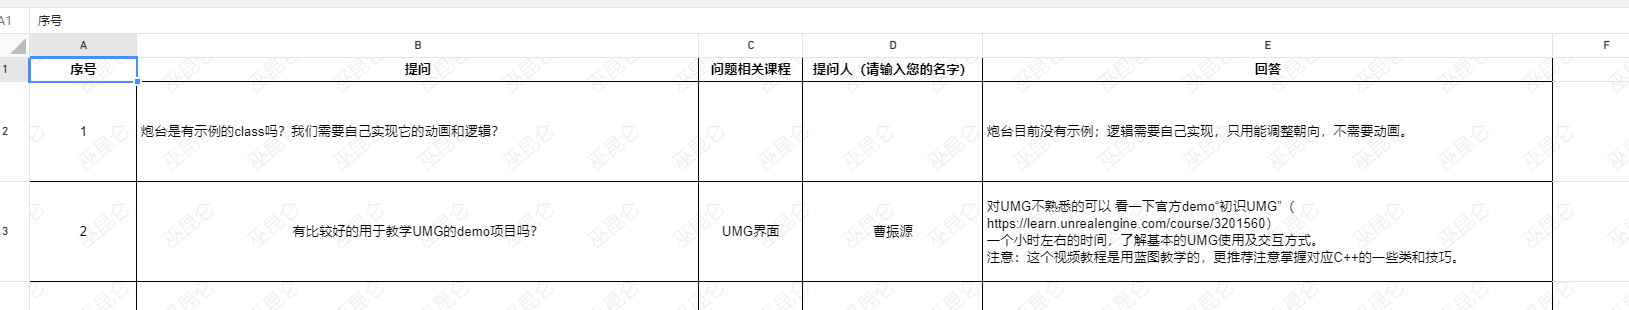 A1 序号
A B C D E F
1 序号 提问 问题相关课程 提问人（请输入您的名字） 回答
2 1 炮台是有示例的class吗？我们需要自己实现它的动画和逻辑？ 炮台目前没有示例；逻辑需要自己实现，只用能调整朝向，不需要动画。
3 2 有比较好的用于教学UMG的demo项目吗？ UMG界面 曹振源 对UMG不熟悉的可以 看一下官方demo“初识UMG”（
https://learn.unrealengine.com/course/3201560）
一个小时左右的时间，了解基本的UMG使用及交互方式。
注意：这个视频教程是用蓝图教学的，更推荐注意掌握对应C++的一些类和技巧。
巫昆仑